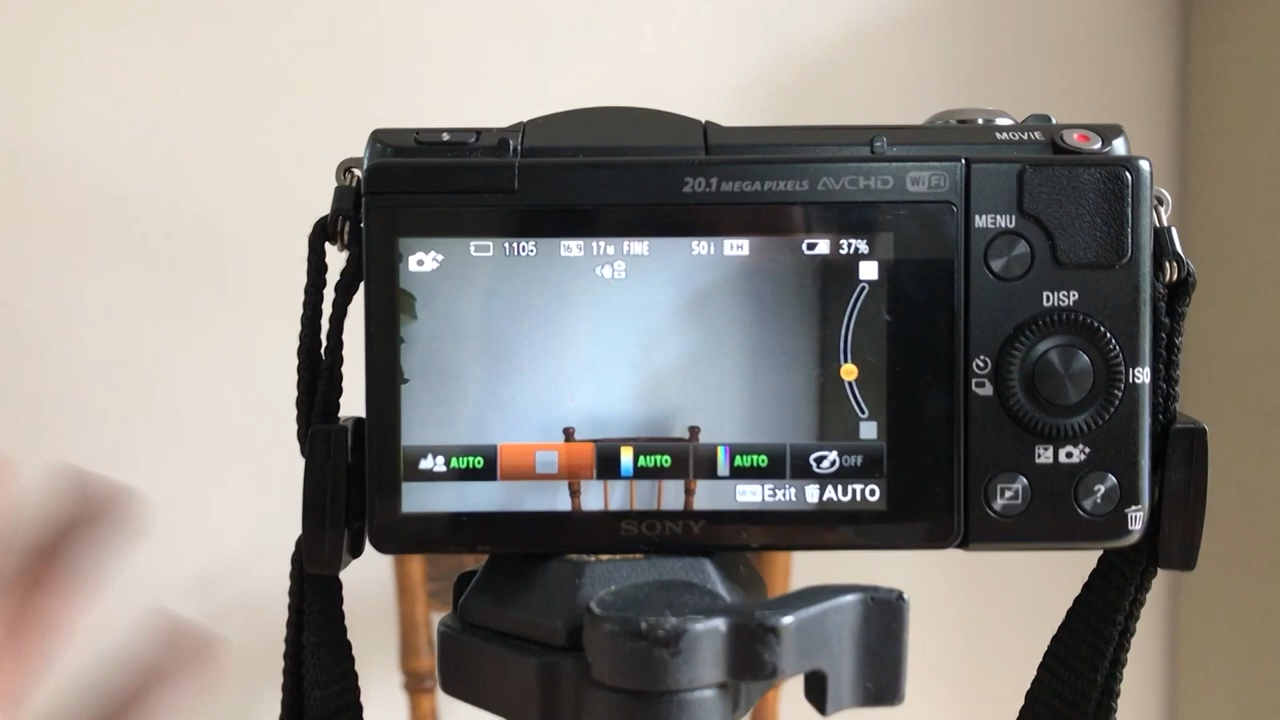 MOVIE
20.1 MEGA PIXELS AVCHD WiFi
MENU
1105 16:9 17M FINE 50i FH 37%
DISP
ISO
AUTO AUTO AUTO OFF
MENU Exit AUTO
?
SONY